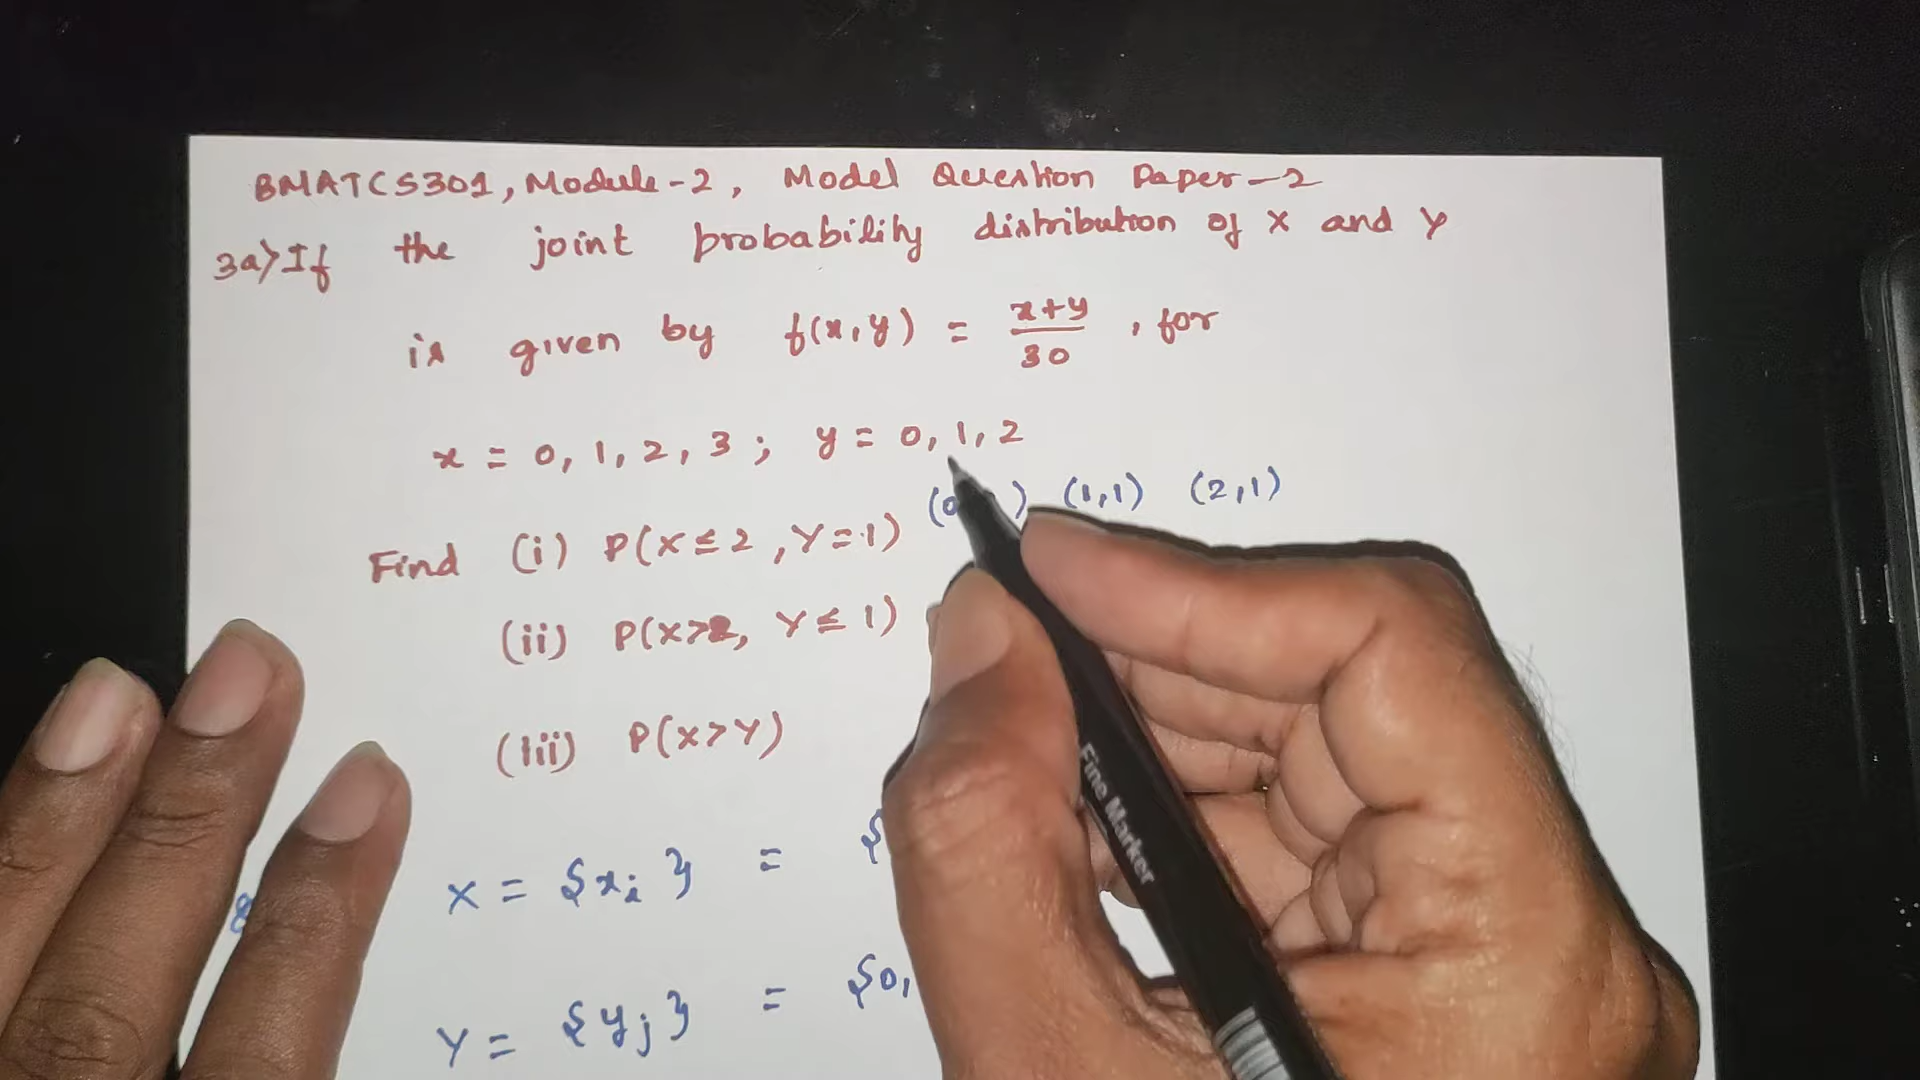 BMATCS301, Module-2, Model Question Paper-2
3a) If the joint probability distribution of X and Y
is given by f(x,y) = x+y/30, for
x = 0, 1, 2, 3; y = 0, 1, 2
(0 ) (1,1) (2,1)
Find (i) P(X≤2, Y=1)
(ii) P(X>2, Y≤1)
(iii) P(X>Y)
X = {xi} = {
Y = {yj} = {0,
Fine Marker